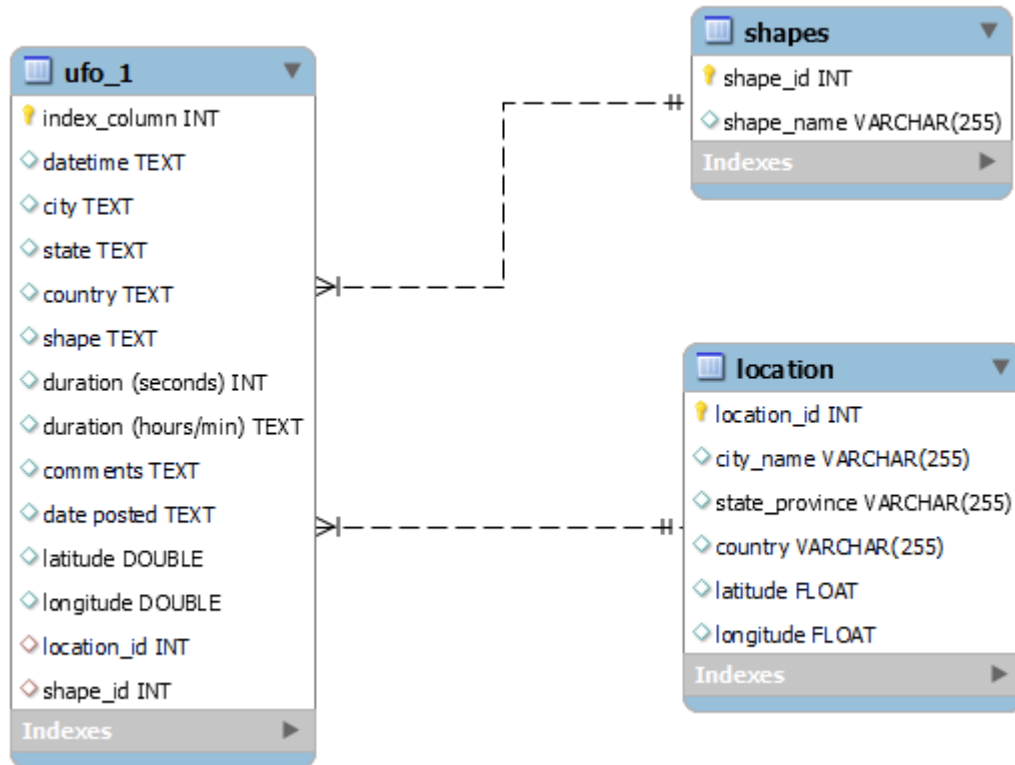 ufo_1
index_column INT
datetime TEXT
city TEXT
state TEXT
country TEXT
shape TEXT
duration (seconds) INT
duration (hours/min) TEXT
comments TEXT
date posted TEXT
latitude DOUBLE
longitude DOUBLE
location_id INT
shape_id INT
Indexes
shapes
shape_id INT
shape_name VARCHAR(255)
Indexes
location
location_id INT
city_name VARCHAR(255)
state_province VARCHAR(255)
country VARCHAR(255)
latitude FLOAT
longitude FLOAT
Indexes